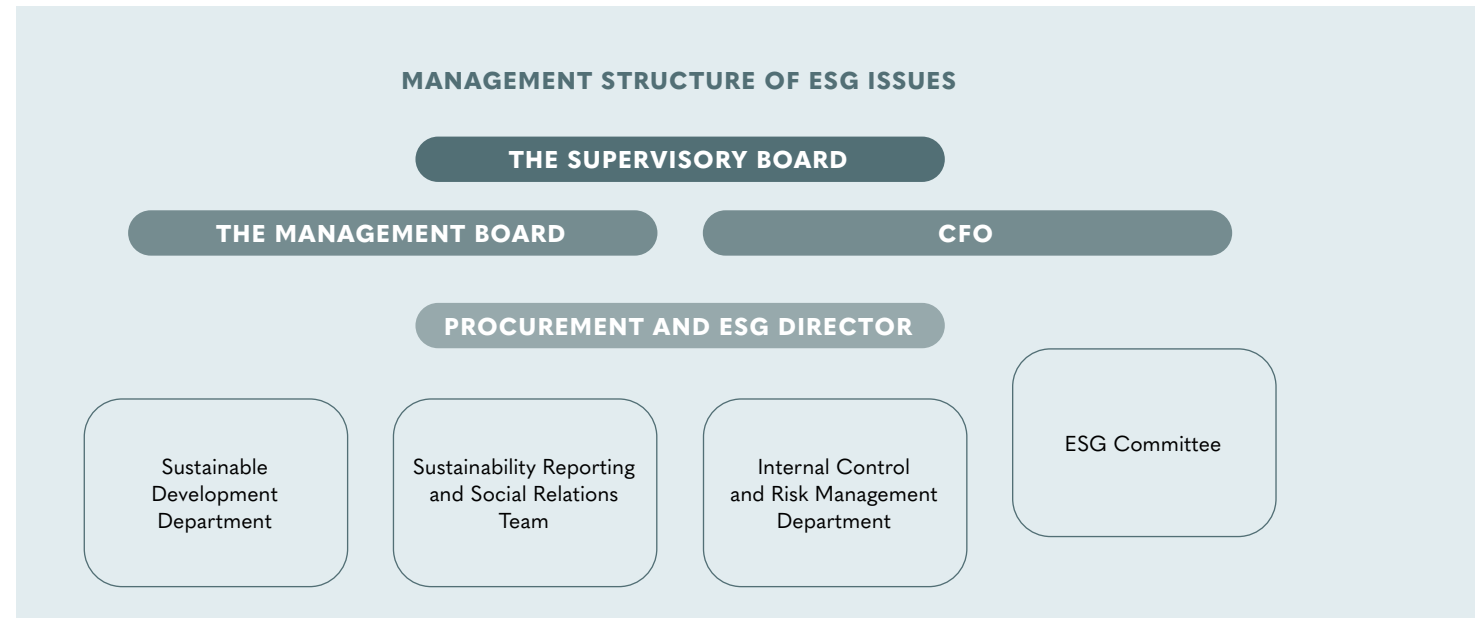 MANAGEMENT STRUCTURE OF ESG ISSUES
THE SUPERVISORY BOARD
THE MANAGEMENT BOARD
CFO
PROCUREMENT AND ESG DIRECTOR
Sustainable
Development
Department
Sustainability Reporting
and Social Relations
Team
Internal Control
and Risk Management
Department
ESG Committee